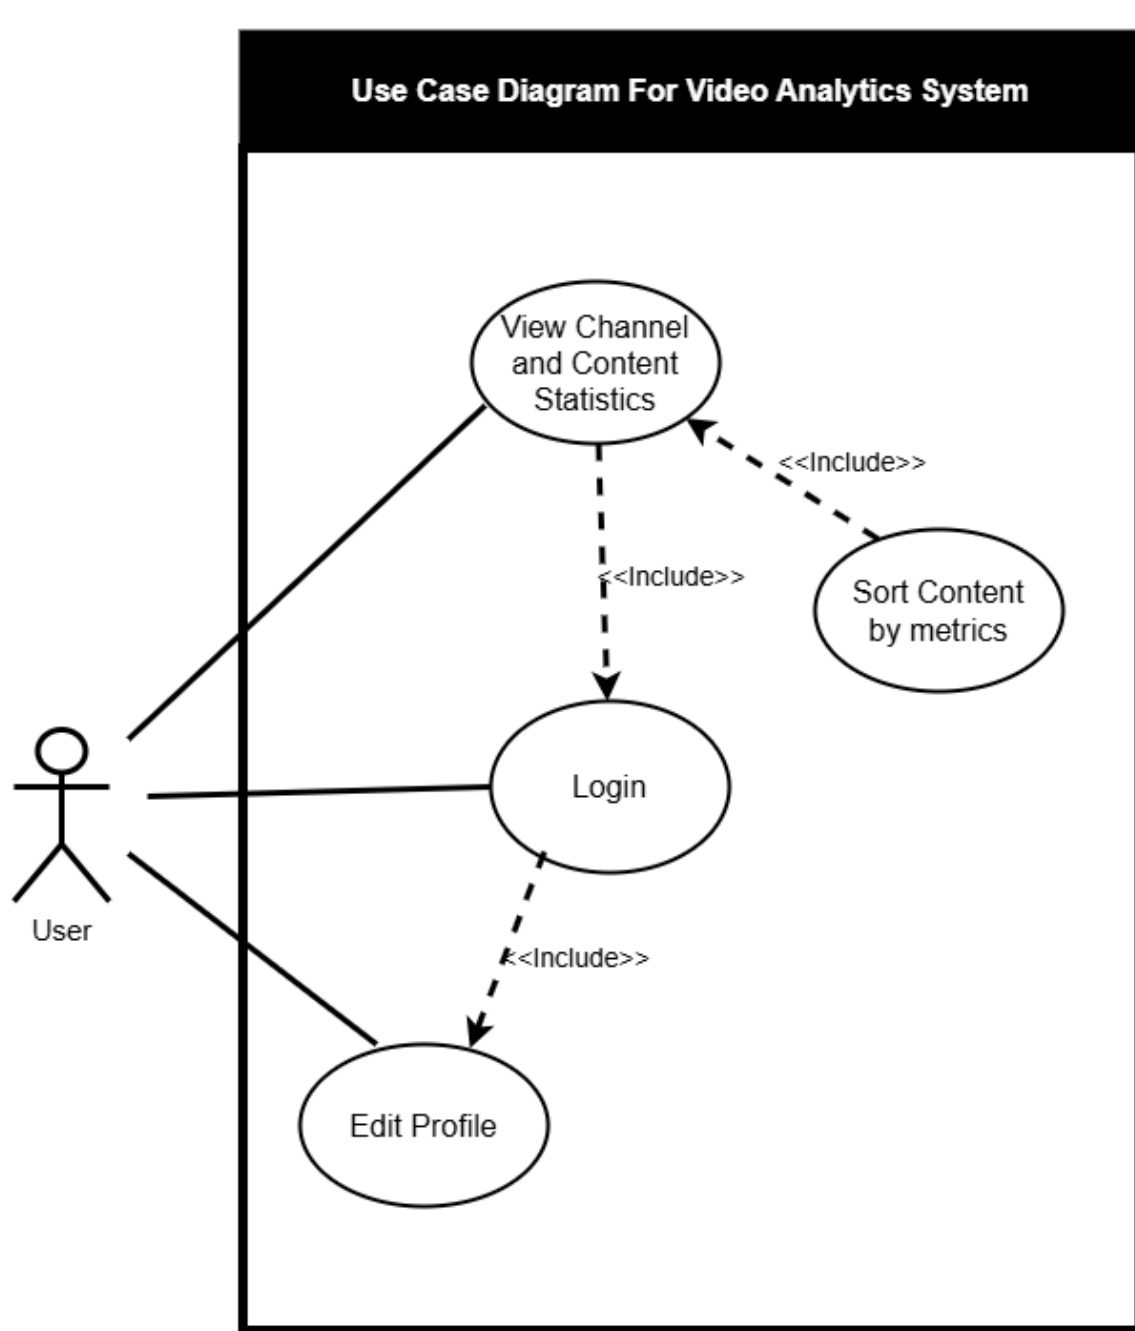 Use Case Diagram For Video Analytics System
View Channel
and Content
Statistics
<<Include>>
<<Include>>
Sort Content
by metrics
Login
User
<<Include>>
Edit Profile